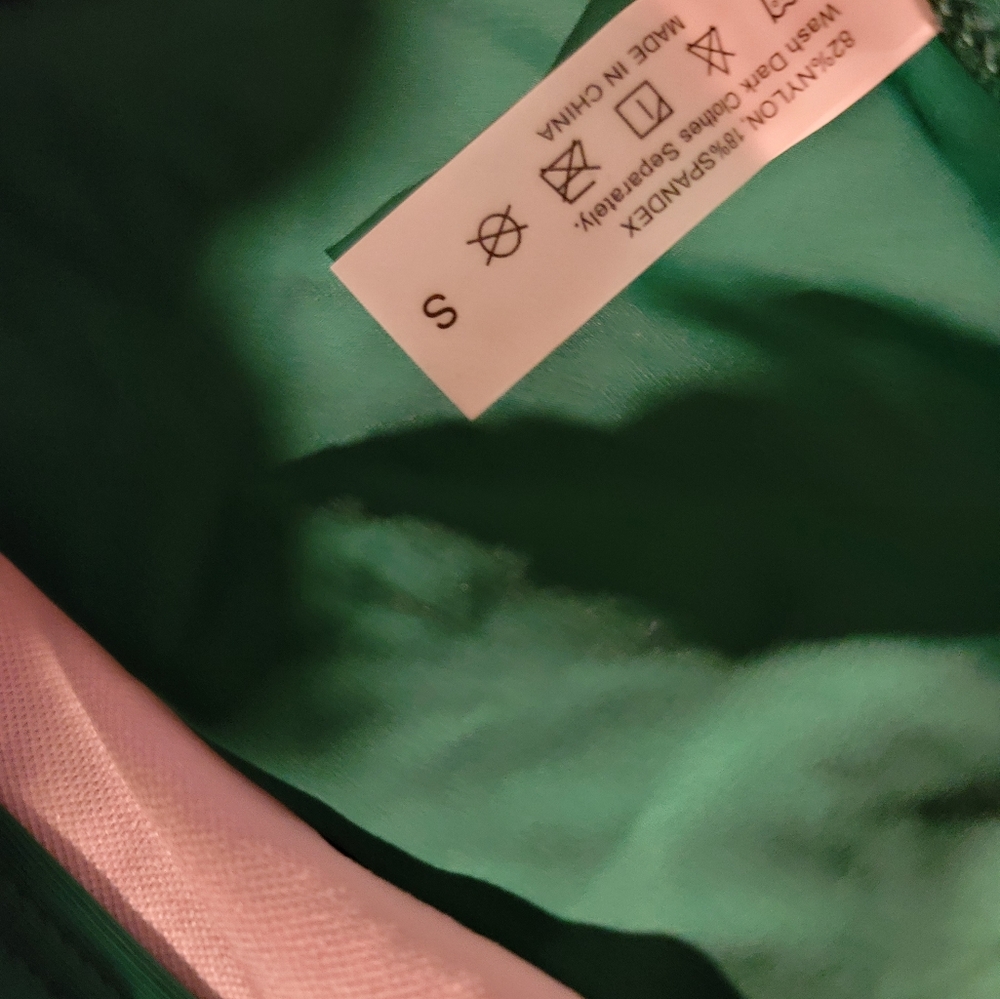 82%NYLON, 18%SPANDEX
Wash Dark Clothes Separately.
MADE IN CHINA
S